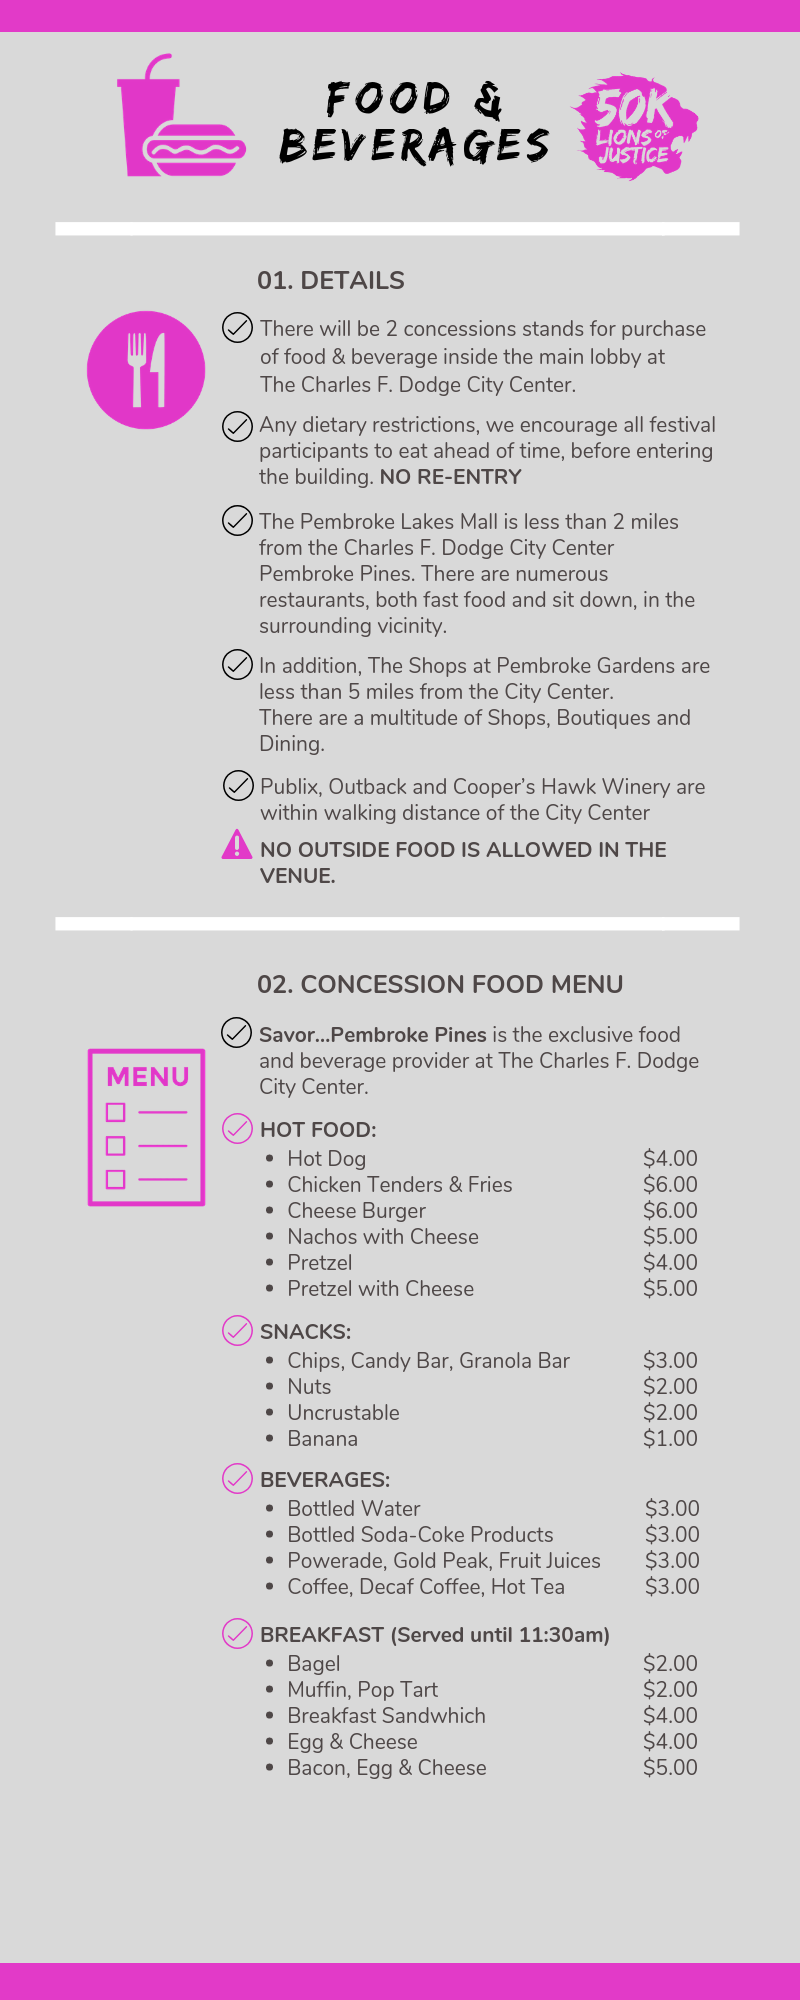 FOOD &
BEVERAGES
50K
LIONS OF
JUSTICE
01. DETAILS
There will be 2 concessions stands for purchase
of food & beverage inside the main lobby at
The Charles F. Dodge City Center.
Any dietary restrictions, we encourage all festival
participants to eat ahead of time, before entering
the building. NO RE-ENTRY
The Pembroke Lakes Mall is less than 2 miles
from the Charles F. Dodge City Center
Pembroke Pines. There are numerous
restaurants, both fast food and sit down, in the
surrounding vicinity.
In addition, The Shops at Pembroke Gardens are
less than 5 miles from the City Center.
There are a multitude of Shops, Boutiques and
Dining.
Publix, Outback and Cooper's Hawk Winery are
within walking distance of the City Center
NO OUTSIDE FOOD IS ALLOWED IN THE
VENUE.
02. CONCESSION FOOD MENU
Savor...Pembroke Pines is the exclusive food
and beverage provider at The Charles F. Dodge
City Center.
MENU
HOT FOOD:
Hot Dog $4.00
Chicken Tenders & Fries $6.00
Cheese Burger $6.00
Nachos with Cheese $5.00
Pretzel $4.00
Pretzel with Cheese $5.00
SNACKS:
Chips, Candy Bar, Granola Bar $3.00
Nuts $2.00
Uncrustable $2.00
Banana $1.00
BEVERAGES:
Bottled Water $3.00
Bottled Soda-Coke Products $3.00
Powerade, Gold Peak, Fruit Juices $3.00
Coffee, Decaf Coffee, Hot Tea $3.00
BREAKFAST (Served until 11:30am)
Bagel $2.00
Muffin, Pop Tart $2.00
Breakfast Sandwhich $4.00
Egg & Cheese $4.00
Bacon, Egg & Cheese $5.00